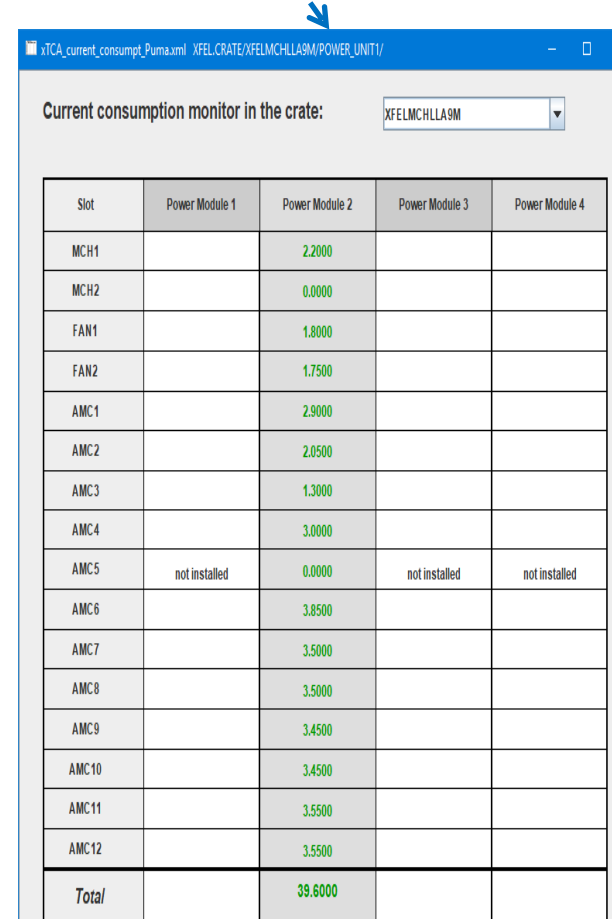 xTCA_current_consumpt_Puma.xml XFEL.CRATE/XFELMCHLLA9M/POWER_UNIT1/
Current consumption monitor in the crate: XFELMCHLLA9M
Slot Power Module 1 Power Module 2 Power Module 3 Power Module 4
MCH1 2.2000
MCH2 0.0000
FAN1 1.8000
FAN2 1.7500
AMC1 2.9000
AMC2 2.0500
AMC3 1.3000
AMC4 3.0000
AMC5 not installed 0.0000 not installed not installed
AMC6 3.8500
AMC7 3.5000
AMC8 3.5000
AMC9 3.4500
AMC10 3.4500
AMC11 3.5500
AMC12 3.5500
Total 39.6000